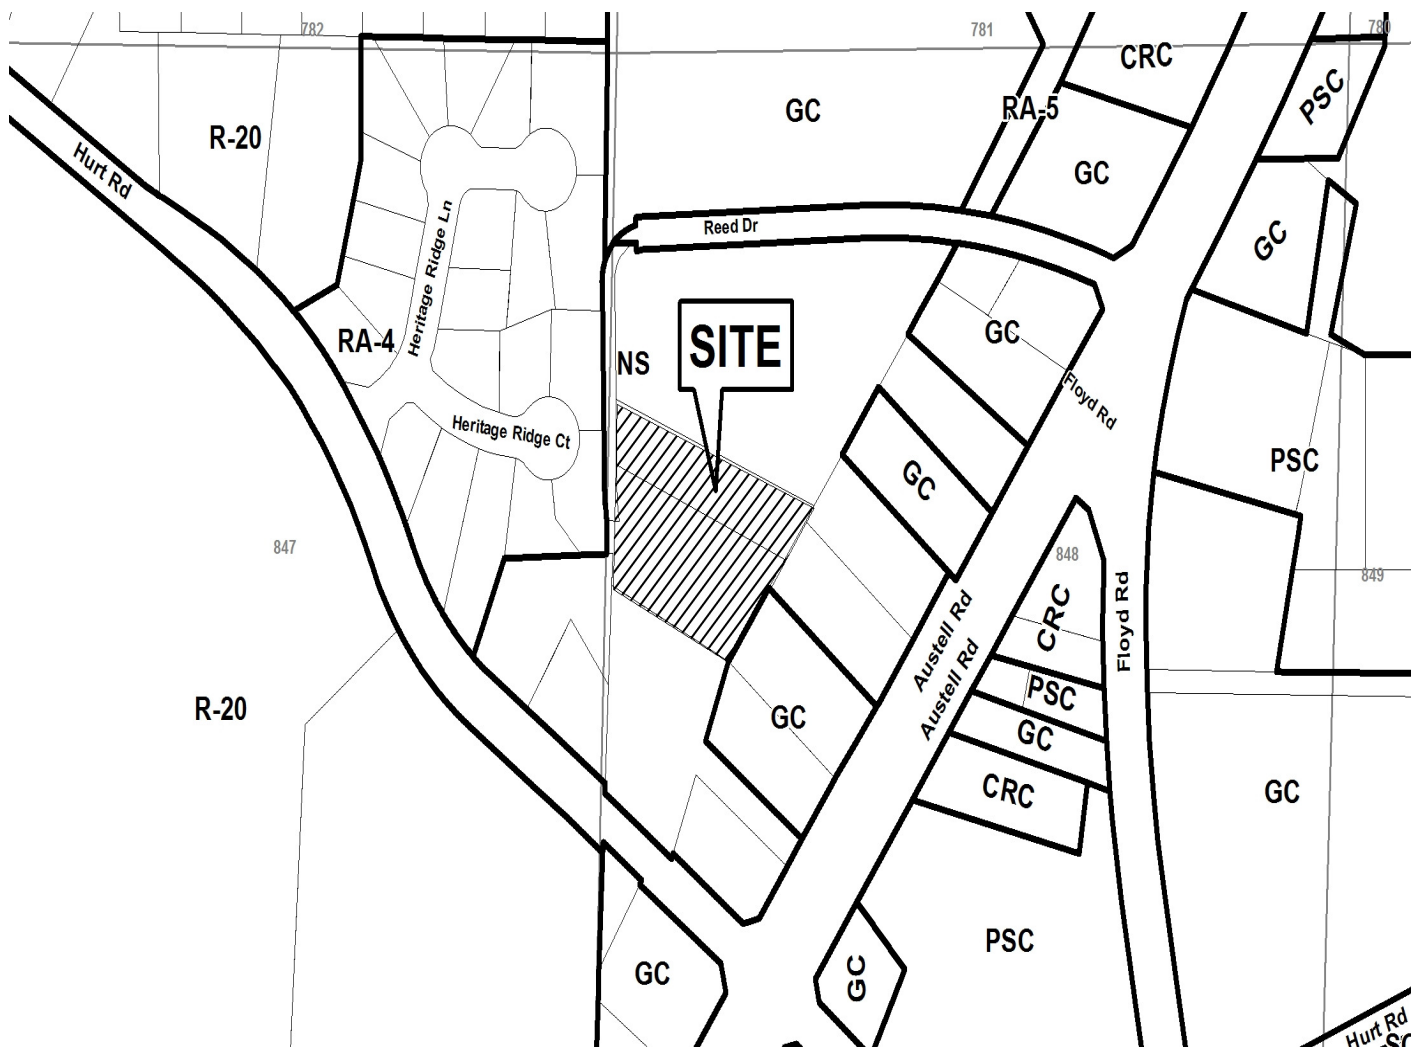 782
781
780
CRC
PSC
GC
RA-5
R-20
Hurt Rd
GC
Reed Dr
Heritage Ridge Ln
GC
RA-4
GC
SITE
NS
Floyd Rd
Heritage Ridge Ct
PSC
GC
847
848
849
CRC
Floyd Rd
Austell Rd
Austell Rd
PSC
R-20
GC
GC
CRC
GC
PSC
GC
GC
Hurt Rd